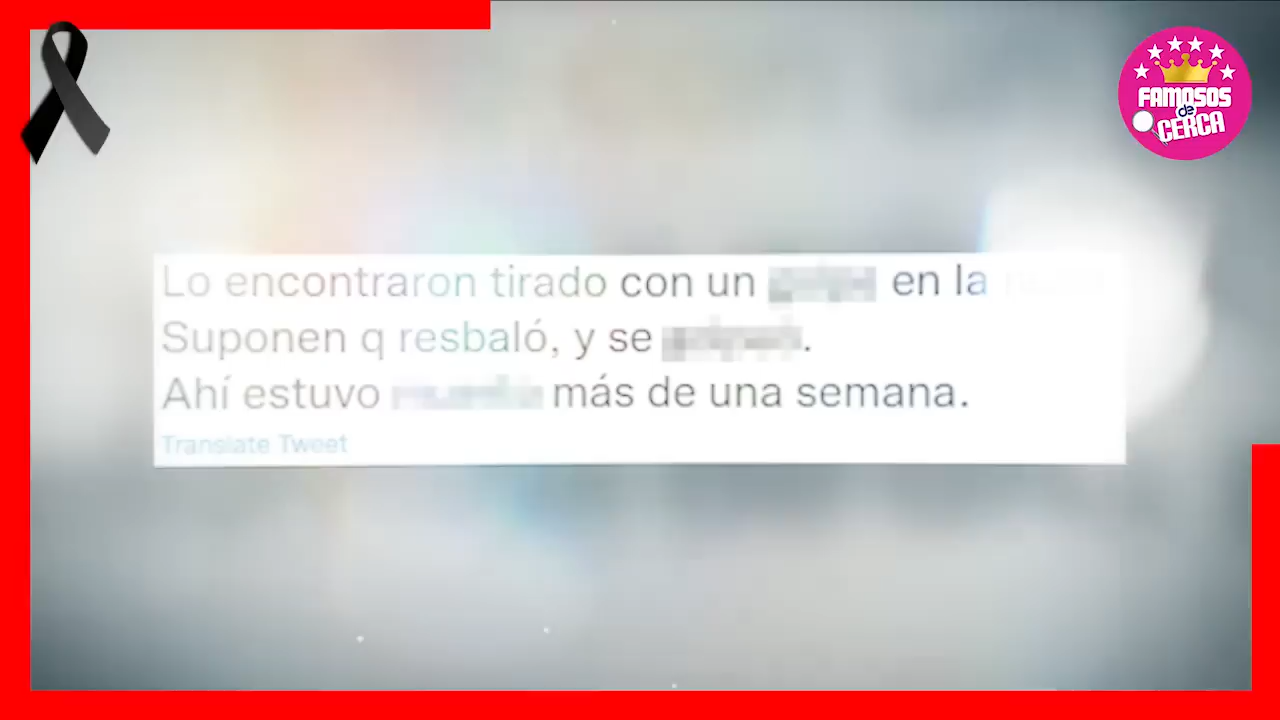 FAMOSOS
de
CERCA
Lo encontraron tirado con un en la
Suponen q resbaló, y se .
Ahí estuvo más de una semana.
Translate Tweet